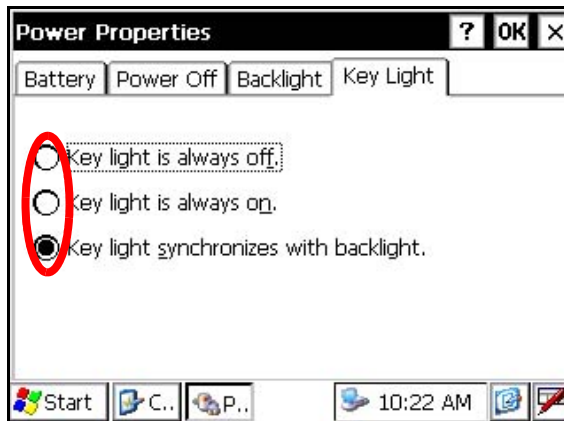 Power Properties ? OK ×
Battery Power Off Backlight Key Light
Key light is always off.
Key light is always on.
Key light synchronizes with backlight.
Start C.. P.. 10:22 AM